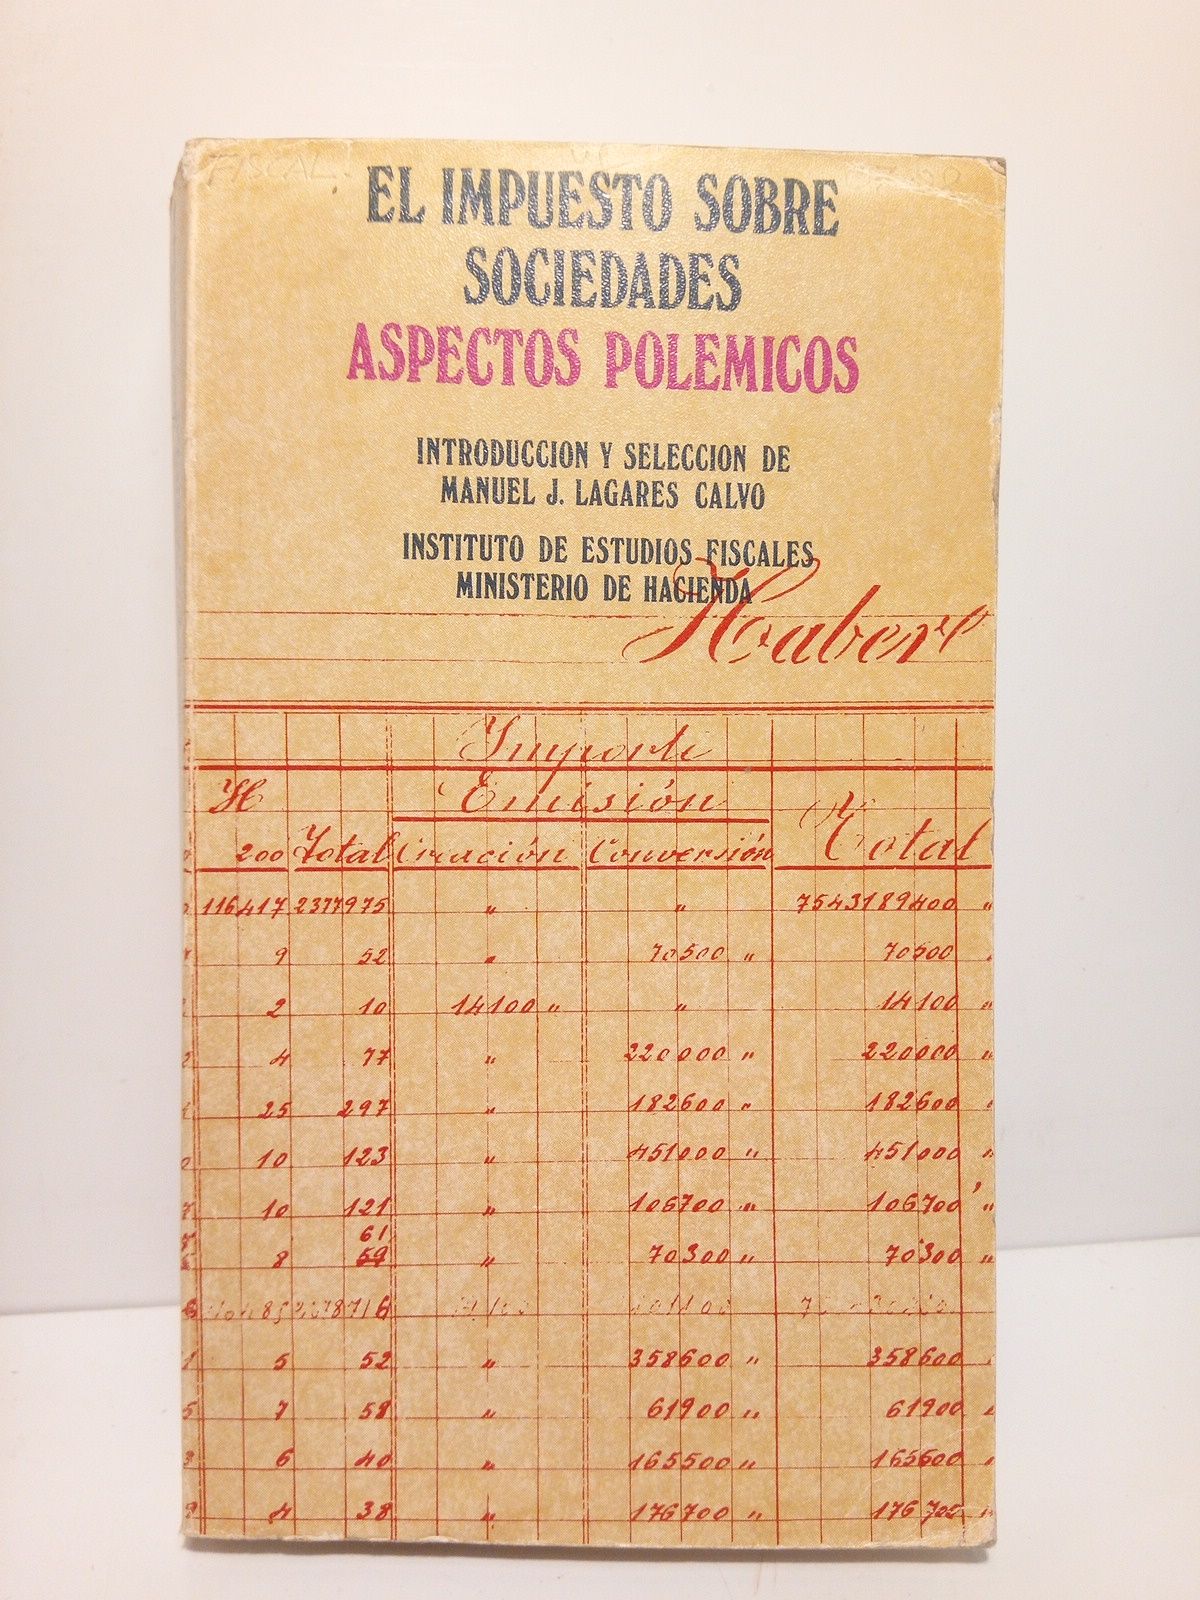 FISCAL
EL IMPUESTO SOBRE
SOCIEDADES
ASPECTOS POLEMICOS
INTRODUCCION Y SELECCION DE
MANUEL J. LAGARES CALVO
INSTITUTO DE ESTUDIOS FISCALES
MINISTERIO DE HACIENDA
Haber
Importe
H Emisión Total
200 Total Creación Conversión
116417 2377975 " " 7543189400 "
9 52 " 70500 " 70500
2 10 14100 " " 14100 "
4 77 " 220000 " 220000 "
25 297 " 182600 " 182600
10 123 " 451000 " 451000 "
10 121 " 106700 " 106700 "
61
8 59 " 70300 " 70300 "
5 52 " 358600 " 358600
7 58 " 61900 " 61900 "
6 40 " 165500 " 165600
4 38 " 176700 "